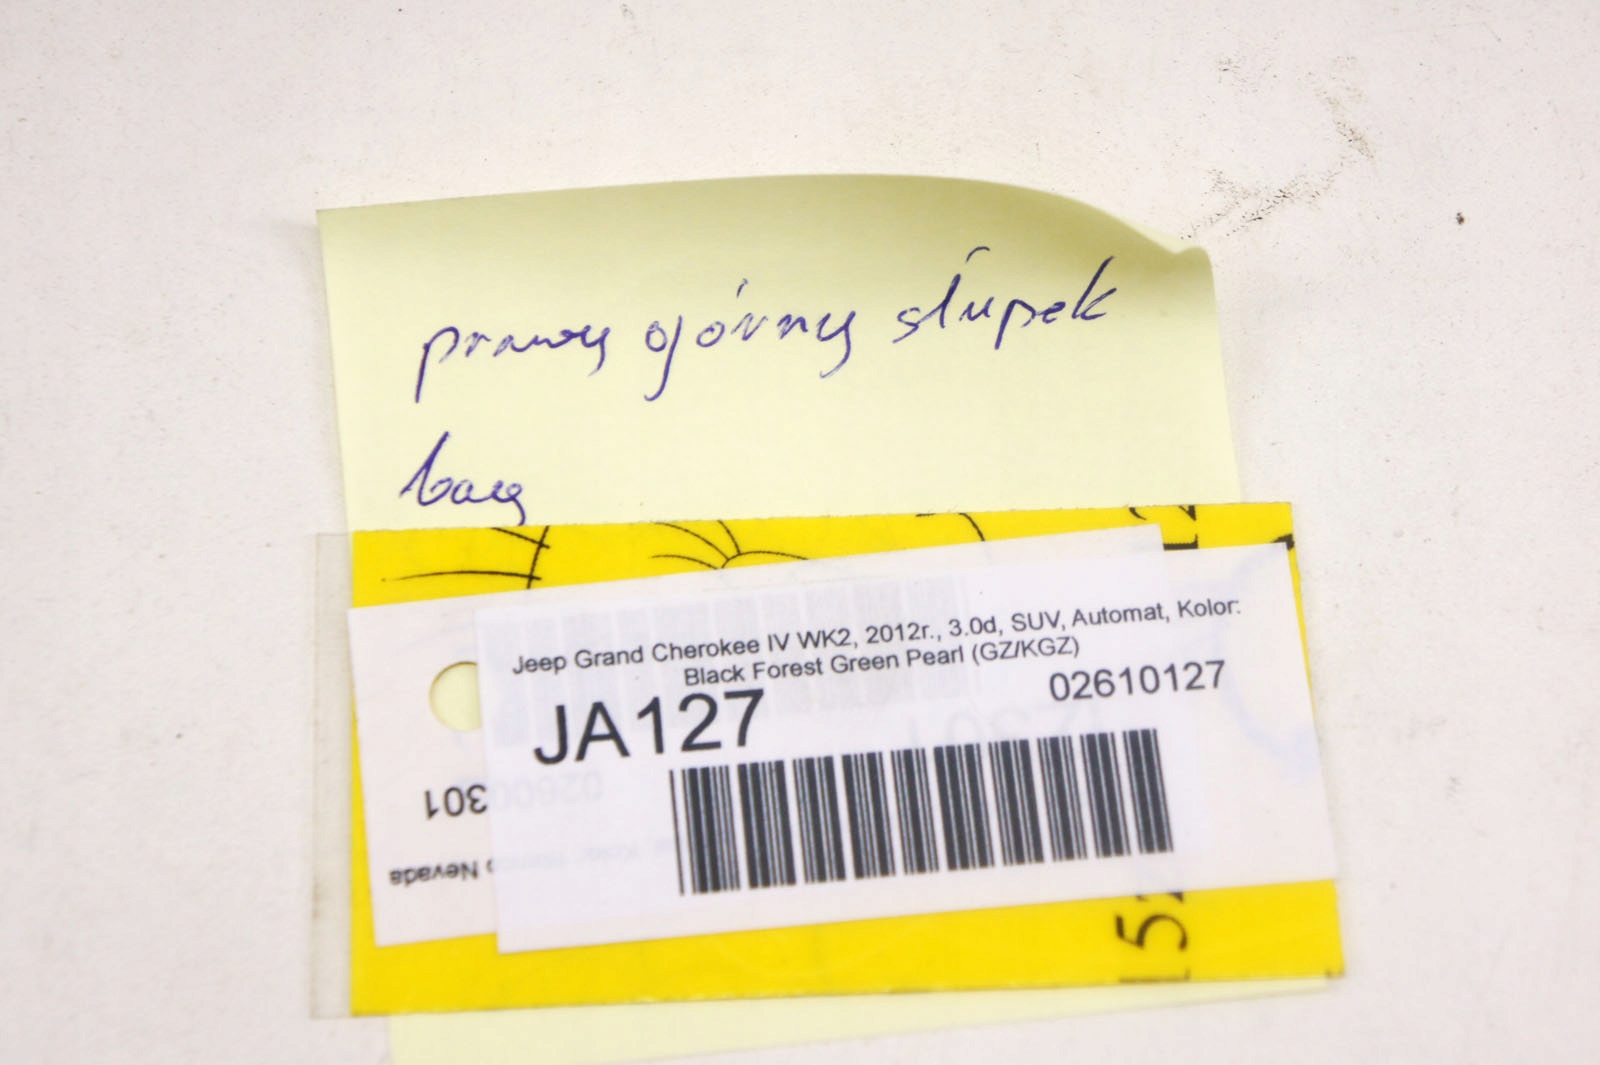 prawy górny słupek
Jeep Grand Cherokee IV WK2, 2012r., 3.0d, SUV, Automat, Kolor:
Black Forest Green Pearl (GZ/KGZ)
JA127
02610127
301
Nevada